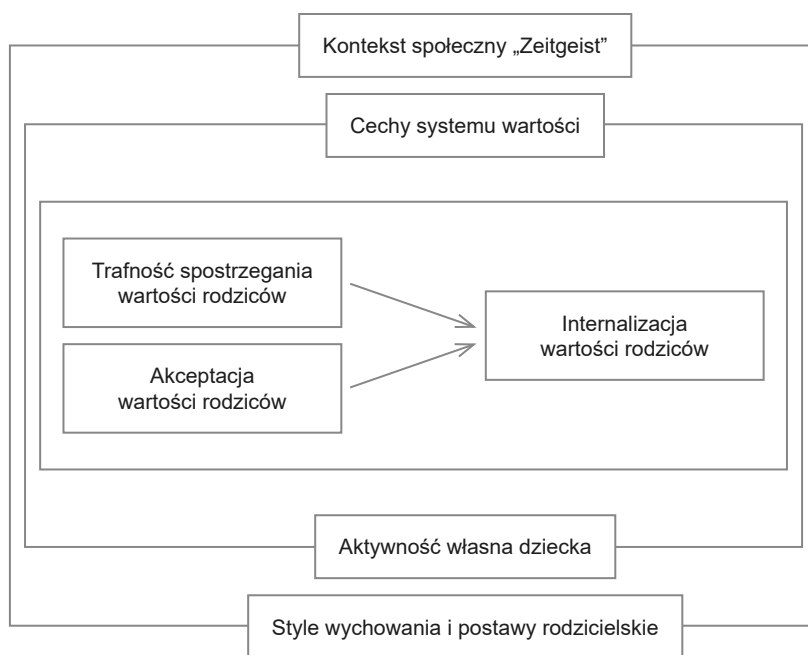 Kontekst społeczny „Zeitgeist”
Cechy systemu wartości
Trafność spostrzegania
wartości rodziców
Akceptacja
wartości rodziców
Internalizacja
wartości rodziców
Aktywność własna dziecka
Style wychowania i postawy rodzicielskie